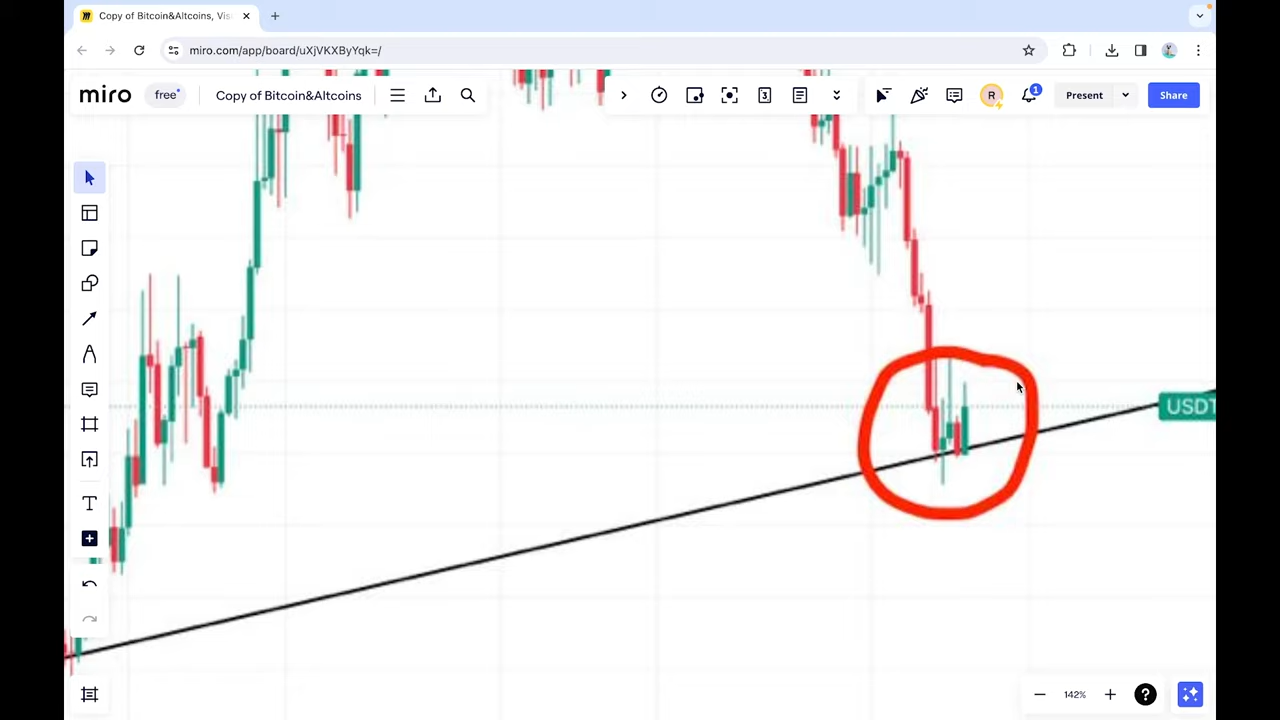 Copy of Bitcoin&Altcoins, Vis
miro.com/app/board/uXjVKXByYqk=/
miro
free
Copy of Bitcoin&Altcoins
3
R
1
Present
Share
USDT
T
142%
?